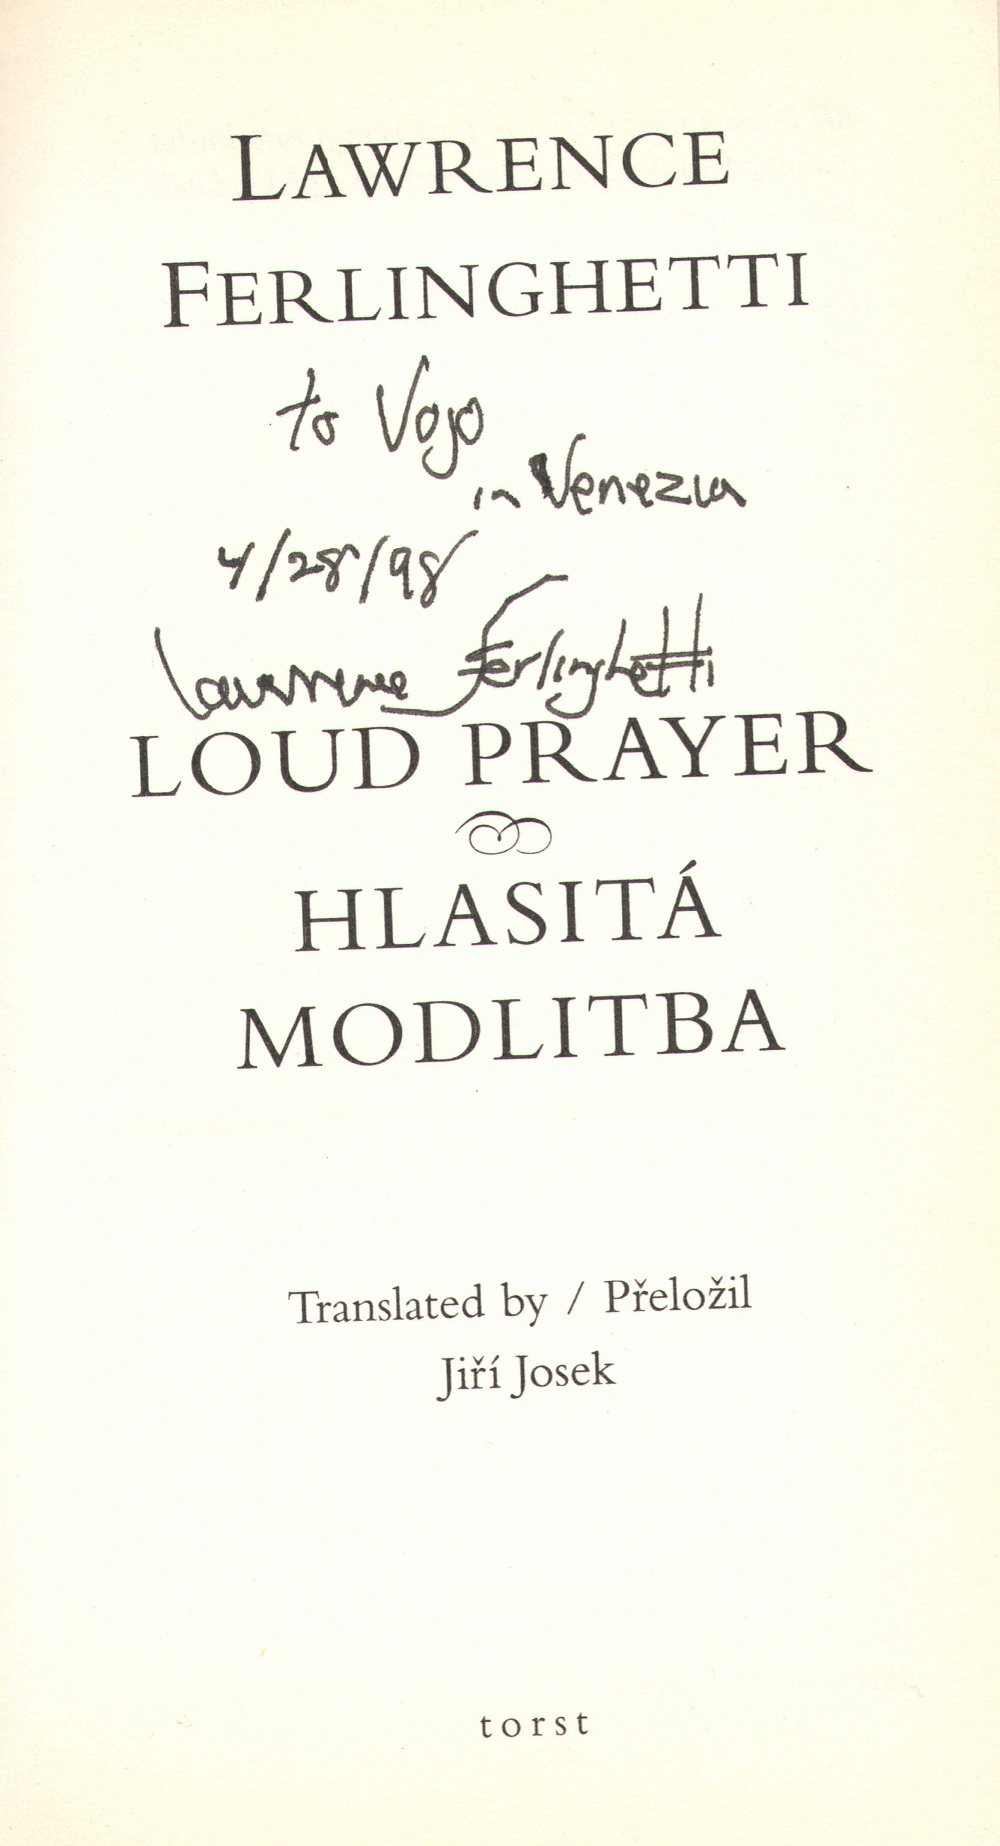 LAWRENCE
FERLINGHETTI
to Vojo
in Venezia
4/28/98
Lawrence Ferlinghetti
LOUD PRAYER
HLASITÁ
MODLITBA
Translated by / Přeložil
Jiří Josek
torst